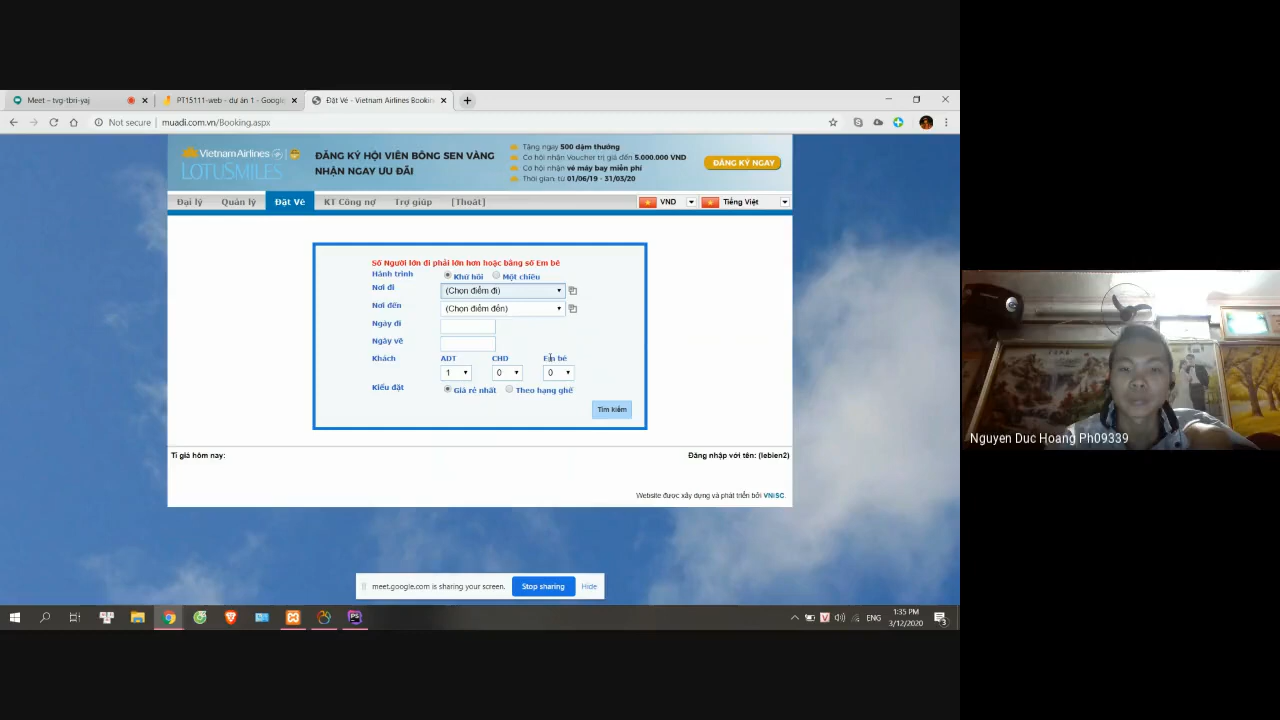 Meet – tvg-tbri-yaj
PT15111-web - dự án 1 - Google
Đặt Vé - Vietnam Airlines Bookin
Not secure | muadi.com.vn/Booking.aspx
Vietnam Airlines
LOTUSMILES
ĐĂNG KÝ HỘI VIÊN BÔNG SEN VÀNG
NHẬN NGAY ƯU ĐÃI
Tặng ngay 500 dặm thưởng
Cơ hội nhận Voucher trị giá đến 5.000.000 VND
Cơ hội nhận vé máy bay miễn phí
Thời gian: từ 01/06/19 - 31/03/20
ĐĂNG KÝ NGAY
Đại lý
Quản lý
Đặt Vé
KT Công nợ
Trợ giúp
[Thoát]
VND
Tiếng Việt
Số Người lớn đi phải lớn hơn hoặc bằng số Em bé
Hành trình
Khứ hồi
Một chiều
Nơi đi
(Chọn điểm đi)
Nơi đến
(Chọn điểm đến)
Ngày đi
Ngày về
Khách
ADT
CHD
Em bé
1
0
0
Kiểu đặt
Giá rẻ nhất
Theo hạng ghế
Tìm kiếm
Tỉ giá hôm nay:
Đăng nhập với tên: (lebien2)
Website được xây dựng và phát triển bởi VNISC.
meet.google.com is sharing your screen.
Stop sharing
Hide
ENG
1:35 PM
3/12/2020
3
Nguyen Duc Hoang Ph09339